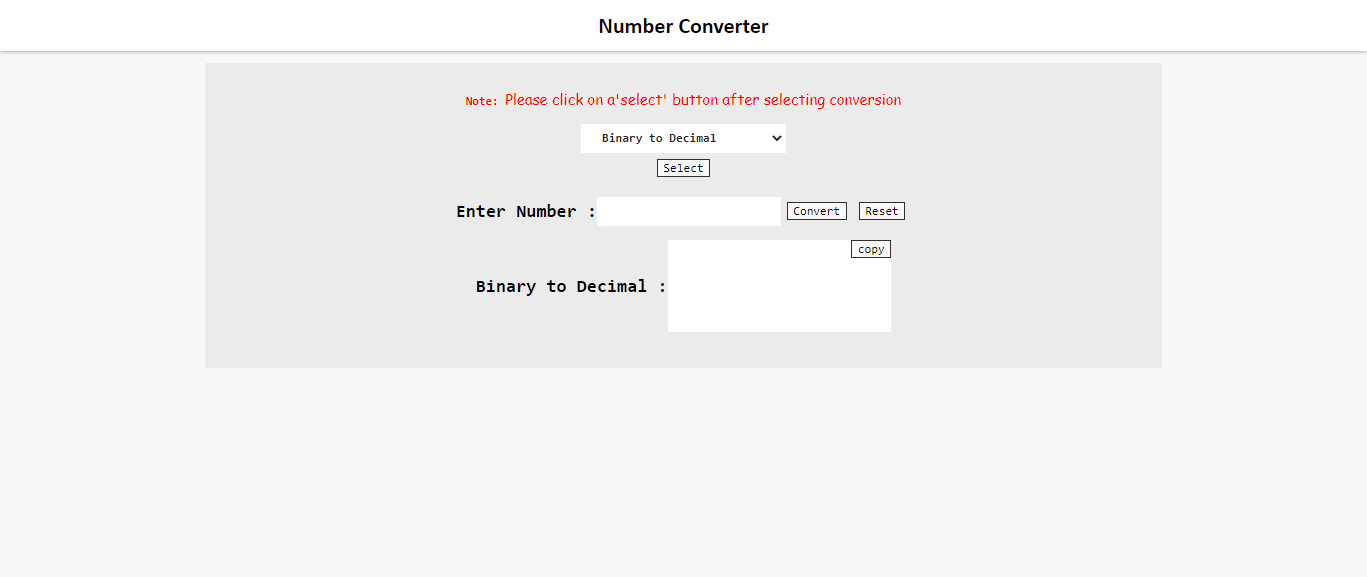 Number Converter
Note: Please click on a'select' button after selecting conversion
Binary to Decimal
Select
Enter Number : Convert Reset
copy
Binary to Decimal :